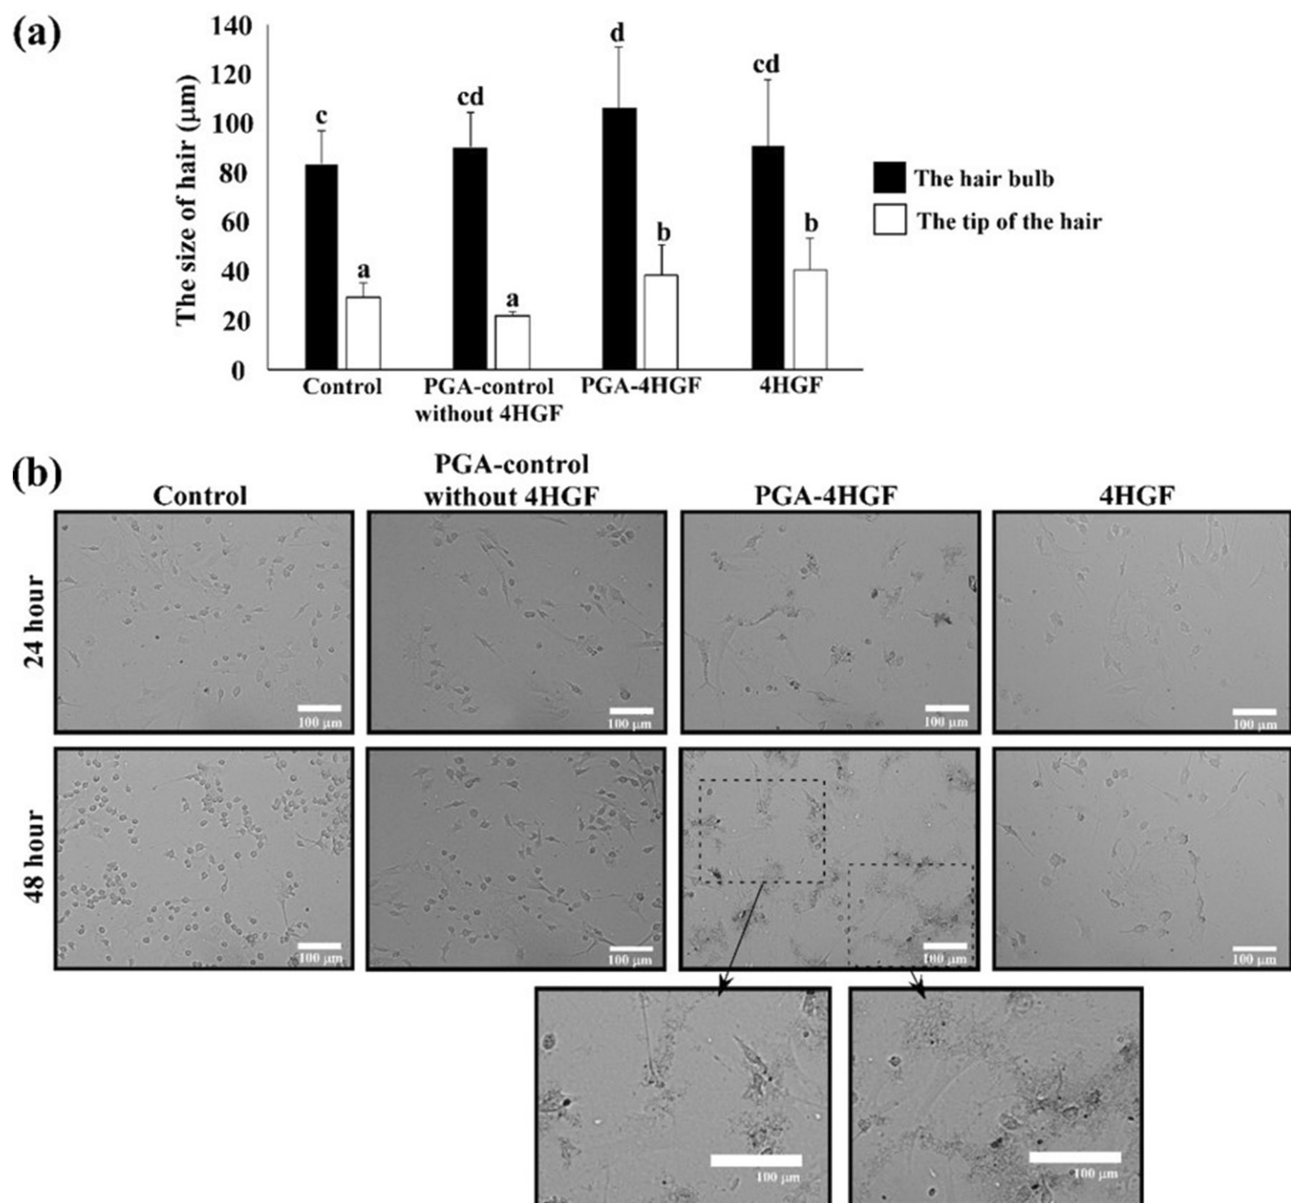 (a)
The size of hair (μm)
140
120
100
80
60
40
20
0
c
a
cd
a
d
b
cd
b
Control
PGA-control
without 4HGF
PGA-4HGF
4HGF
The hair bulb
The tip of the hair
(b)
Control
PGA-control
without 4HGF
PGA-4HGF
4HGF
24 hour
100 μm
100 μm
100 μm
100 μm
48 hour
100 μm
100 μm
100 μm
100 μm
100 μm
100 μm